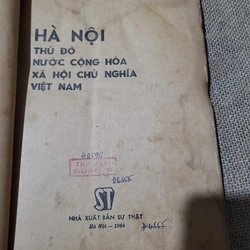 HÀ NỘI
THỦ ĐÔ
NƯỚC CỘNG HÒA
XÃ HỘI CHỦ NGHĨA
VIỆT NAM
ST
NHÀ XUẤT BẢN SỰ THẬT
Hà Nội — 1984